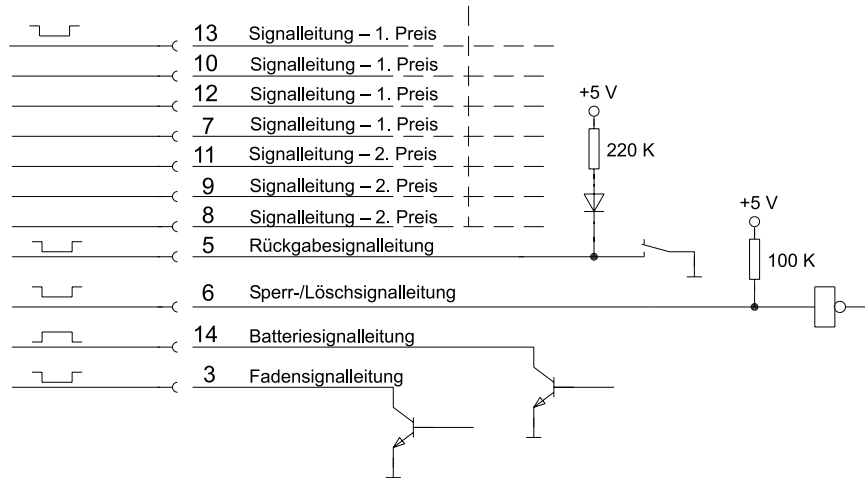 13 Signalleitung – 1. Preis
10 Signalleitung – 1. Preis
12 Signalleitung – 1. Preis
7 Signalleitung – 1. Preis
11 Signalleitung – 2. Preis
9 Signalleitung – 2. Preis
8 Signalleitung – 2. Preis
5 Rückgabesignalleitung
6 Sperr-/Löschsignalleitung
14 Batteriesignalleitung
3 Fadensignalleitung
+5 V
220 K
+5 V
100 K